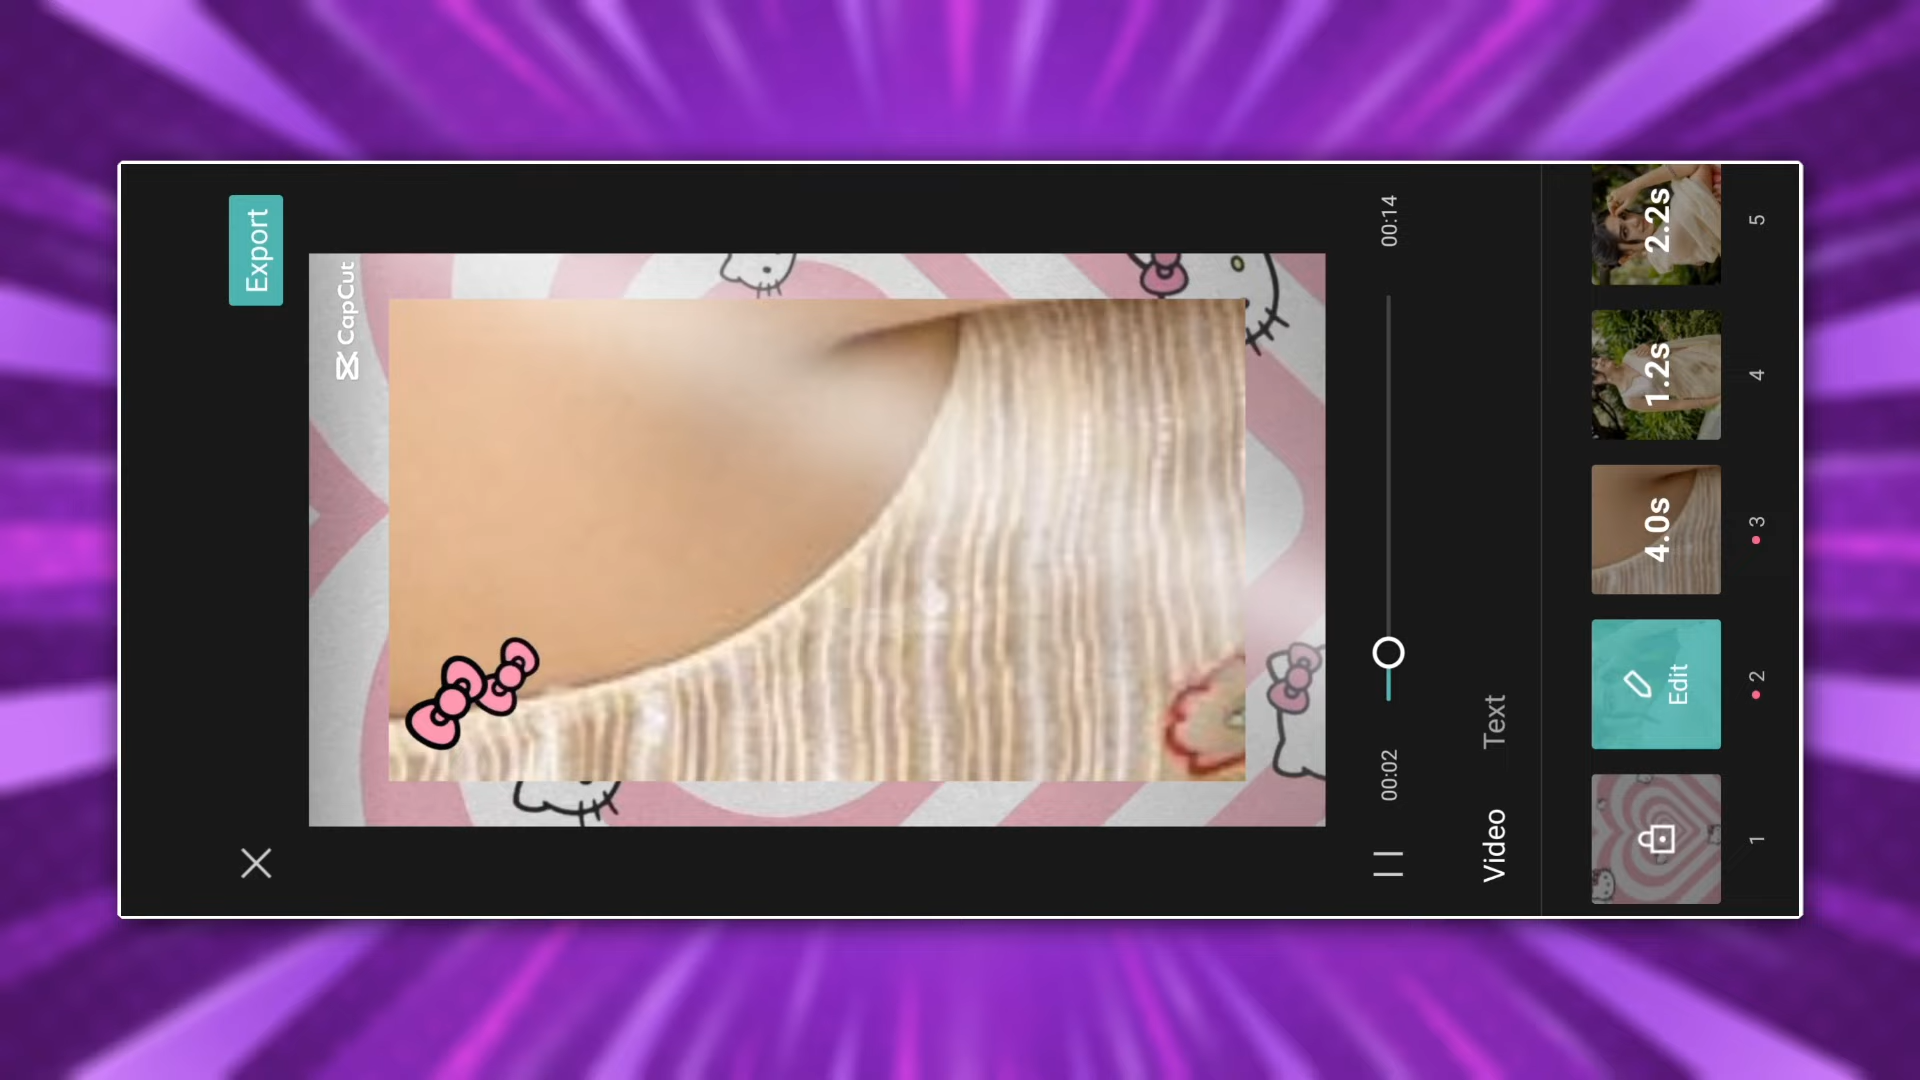 Export
CapCut
00:02
00:14
Video
Text
Edit
4.0s
1.2s
2.2s
1
2
3
4
5